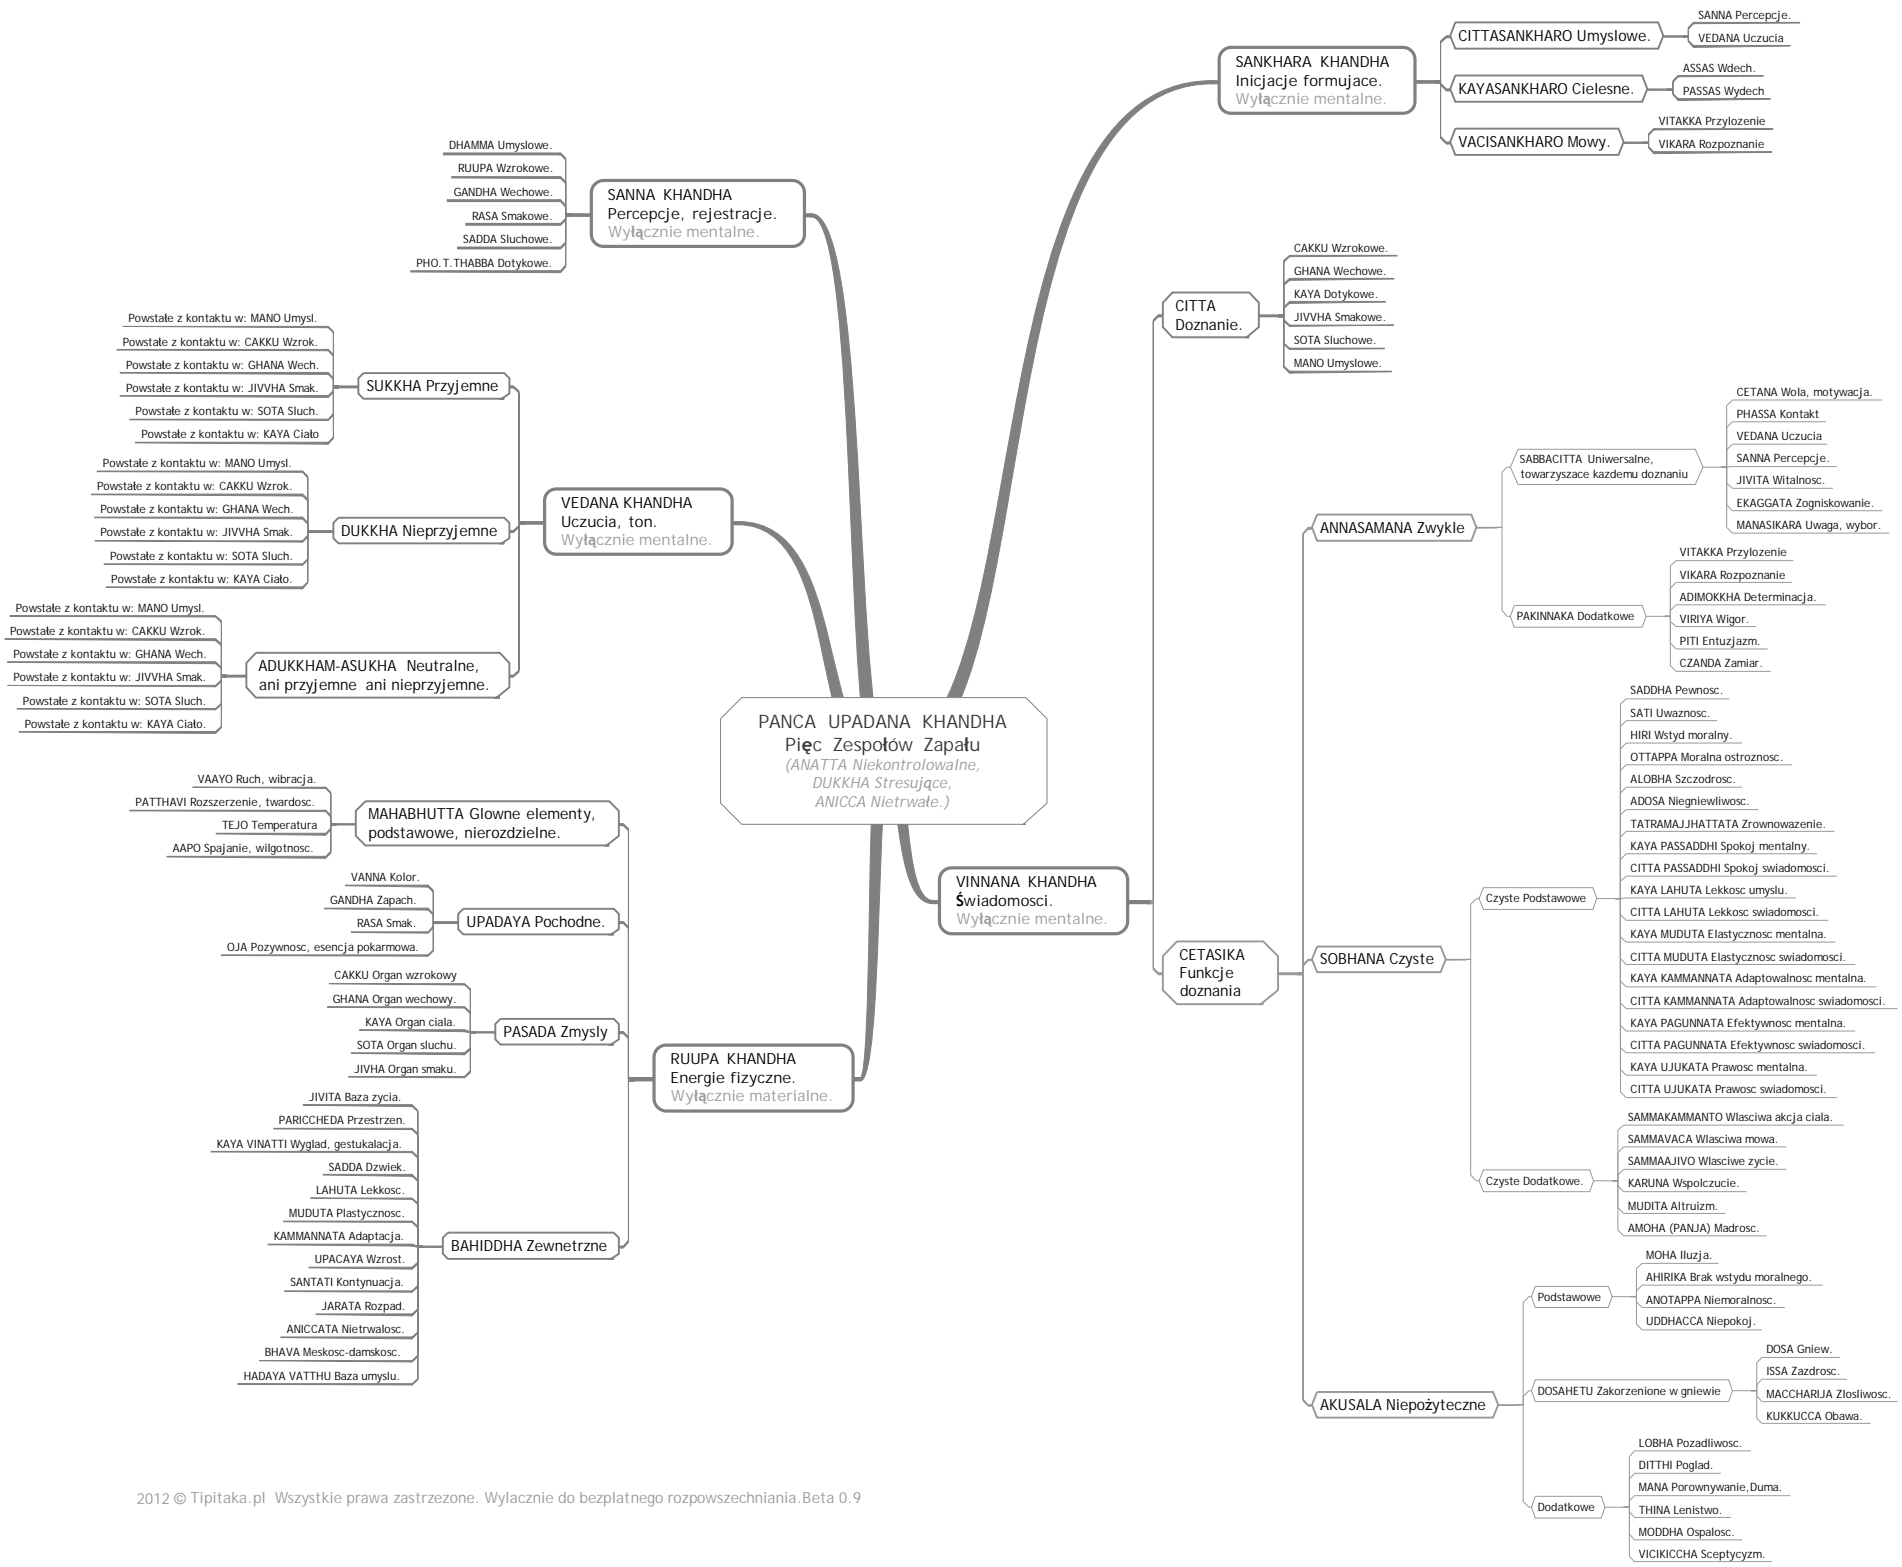 PANCA UPADANA KHANDHA
Pięc Zespołów Zapału
(ANATTA Niekontrolowalne,
DUKKHA Stresujące,
ANICCA Nietrwałe.)
SANKHARA KHANDHA
Inicjacje formujace.
Wyłącznie mentalne.
CITTASANKHARO Umyslowe.
SANNA Percepcje.
VEDANA Uczucia
KAYASANKHARO Cielesne.
ASSAS Wdech.
PASSAS Wydech
VACISANKHARO Mowy.
VITAKKA Przylozenie
VIKARA Rozpoznanie
SANNA KHANDHA
Percepcje, rejestracje.
Wyłącznie mentalne.
DHAMMA Umyslowe.
RUUPA Wzrokowe.
GANDHA Wechowe.
RASA Smakowe.
SADDA Sluchowe.
PHO.T.THABBA Dotykowe.
VEDANA KHANDHA
Uczucia, ton.
Wyłącznie mentalne.
SUKKHA Przyjemne
Powstałe z kontaktu w: MANO Umysl.
Powstałe z kontaktu w: CAKKU Wzrok.
Powstałe z kontaktu w: GHANA Wech.
Powstałe z kontaktu w: JIVVHA Smak.
Powstałe z kontaktu w: SOTA Sluch.
Powstałe z kontaktu w: KAYA Ciało
DUKKHA Nieprzyjemne
Powstałe z kontaktu w: MANO Umysl.
Powstałe z kontaktu w: CAKKU Wzrok.
Powstałe z kontaktu w: GHANA Wech.
Powstałe z kontaktu w: JIVVHA Smak.
Powstałe z kontaktu w: SOTA Sluch.
Powstałe z kontaktu w: KAYA Ciało.
ADUKKHAM-ASUKHA Neutralne,
ani przyjemne ani nieprzyjemne.
Powstałe z kontaktu w: MANO Umysl.
Powstałe z kontaktu w: CAKKU Wzrok.
Powstałe z kontaktu w: GHANA Wech.
Powstałe z kontaktu w: JIVVHA Smak.
Powstałe z kontaktu w: SOTA Sluch.
Powstałe z kontaktu w: KAYA Ciało.
RUUPA KHANDHA
Energie fizyczne.
Wyłącznie materialne.
MAHABHUTTA Glowne elementy,
podstawowe, nierozdzielne.
VAAYO Ruch, wibracja.
PATTHAVI Rozszerzenie, twardosc.
TEJO Temperatura
AAPO Spajanie, wilgotnosc.
UPADAYA Pochodne.
VANNA Kolor.
GANDHA Zapach.
RASA Smak.
OJA Pozywnosc, esencja pokarmowa.
PASADA Zmysly
CAKKU Organ wzrokowy
GHANA Organ wechowy.
KAYA Organ ciala.
SOTA Organ sluchu.
JIVHA Organ smaku.
BAHIDDHA Zewnetrzne
JIVITA Baza zycia.
PARICCHEDA Przestrzen.
KAYA VINATTI Wyglad, gestukalacja.
SADDA Dzwiek.
LAHUTA Lekkosc.
MUDUTA Plastycznosc.
KAMMANNATA Adaptacja.
UPACAYA Wzrost.
SANTATI Kontynuacja.
JARATA Rozpad.
ANICCATA Nietrwalosc.
BHAVA Meskosc-damskosc.
HADAYA VATTHU Baza umyslu.
VINNANA KHANDHA
Świadomosci.
Wyłącznie mentalne.
CITTA
Doznanie.
CAKKU Wzrokowe.
GHANA Wechowe.
KAYA Dotykowe.
JIVVHA Smakowe.
SOTA Sluchowe.
MANO Umyslowe.
CETASIKA
Funkcje
doznania
ANNASAMANA Zwykle
SABBACITTA Uniwersalne,
towarzyszace kazdemu doznaniu
CETANA Wola, motywacja.
PHASSA Kontakt
VEDANA Uczucia
SANNA Percepcje.
JIVITA Witalnosc.
EKAGGATA Zogniskowanie.
MANASIKARA Uwaga, wybor.
PAKINNAKA Dodatkowe
VITAKKA Przylozenie
VIKARA Rozpoznanie
ADIMOKKHA Determinacja.
VIRIYA Wigor.
PITI Entuzjazm.
CZANDA Zamiar.
SOBHANA Czyste
Czyste Podstawowe
SADDHA Pewnosc.
SATI Uwaznosc.
HIRI Wstyd moralny.
OTTAPPA Moralna ostroznosc.
ALOBHA Szczodrosc.
ADOSA Niegniewliwosc.
TATRAMAJJHATTATA Zrownowazenie.
KAYA PASSADDHI Spokoj mentalny.
CITTA PASSADDHI Spokoj swiadomosci.
KAYA LAHUTA Lekkosc umyslu.
CITTA LAHUTA Lekkosc swiadomosci.
KAYA MUDUTA Elastycznosc mentalna.
CITTA MUDUTA Elastycznosc swiadomosci.
KAYA KAMMANNATA Adaptowalnosc mentalna.
CITTA KAMMANNATA Adaptowalnosc swiadomosci.
KAYA PAGUNNATA Efektywnosc mentalna.
CITTA PAGUNNATA Efektywnosc swiadomosci.
KAYA UJUKATA Prawosc mentalna.
CITTA UJUKATA Prawosc swiadomosci.
Czyste Dodatkowe.
SAMMAKAMMANTO Wlasciwa akcja ciala.
SAMMAVACA Wlasciwa mowa.
SAMMAAJIVO Wlasciwe zycie.
KARUNA Wspolczucie.
MUDITA Altruizm.
AMOHA (PANJA) Madrosc.
AKUSALA Niepożyteczne
Podstawowe
MOHA Iluzja.
AHIRIKA Brak wstydu moralnego.
ANOTAPPA Niemoralnosc.
UDDHACCA Niepokoj.
DOSAHETU Zakorzenione w gniewie
DOSA Gniew.
ISSA Zazdrosc.
MACCHARIJA Zlosliwosc.
KUKKUCCA Obawa.
Dodatkowe
LOBHA Pozadliwosc.
DITTHI Poglad.
MANA Porownywanie,Duma.
THINA Lenistwo.
MODDHA Ospalosc.
VICIKICCHA Sceptycyzm.
2012 © Tipitaka.pl Wszystkie prawa zastrzezone. Wylacznie do bezplatnego rozpowszechniania.Beta 0.9